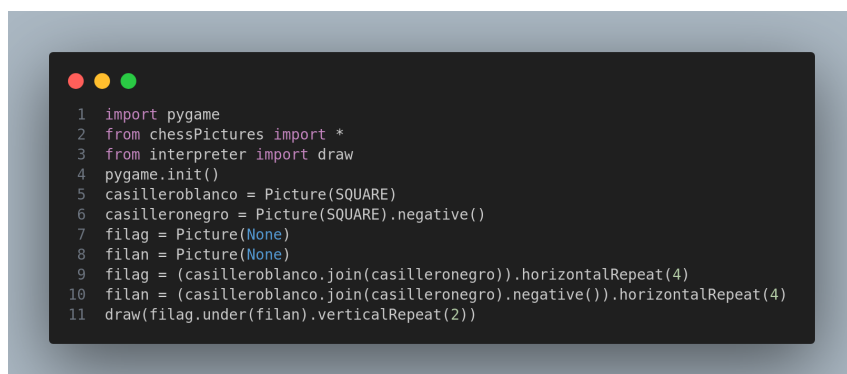 1 import pygame
2 from chessPictures import *
3 from interpreter import draw
4 pygame.init()
5 casilleroblanco = Picture(SQUARE)
6 casilleronegro = Picture(SQUARE).negative()
7 filag = Picture(None)
8 filan = Picture(None)
9 filag = (casilleroblanco.join(casilleronegro)).horizontalRepeat(4)
10 filan = (casilleroblanco.join(casilleronegro).negative()).horizontalRepeat(4)
11 draw(filag.under(filan).verticalRepeat(2))